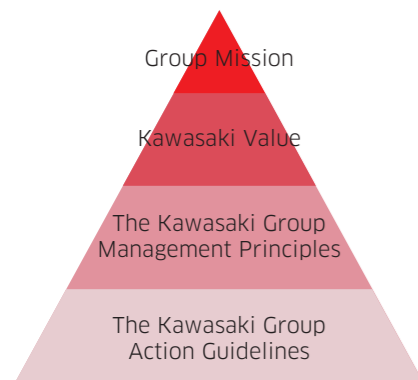 Group Mission
Kawasaki Value
The Kawasaki Group
Management Principles
The Kawasaki Group
Action Guidelines